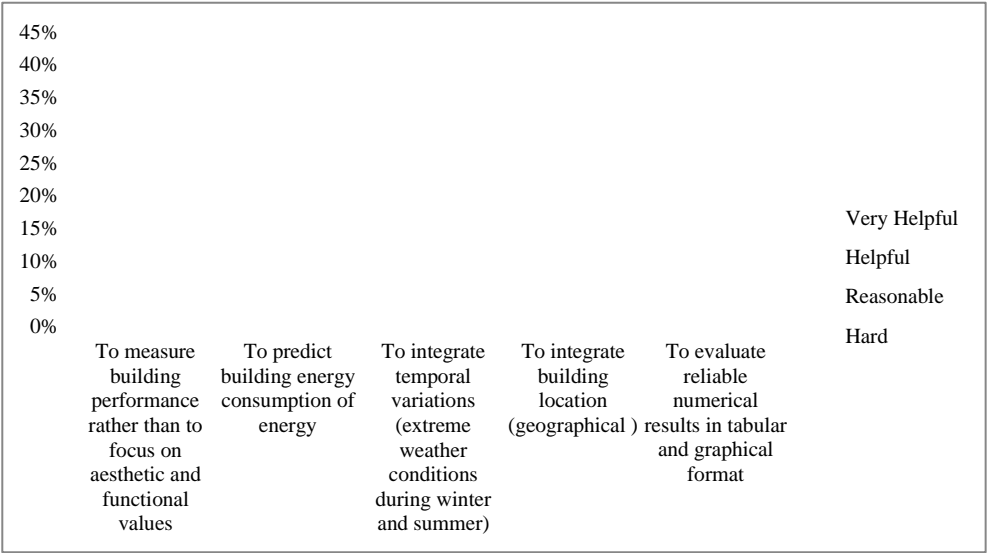 45%
40%
35%
30%
25%
20%
15%
10%
5%
0%
To measure
building
performance
rather than to
focus on
aesthetic and
functional
values
To predict
building energy
consumption of
energy
To integrate
temporal
variations
(extreme
weather
conditions
during winter
and summer)
To integrate
building
location
(geographical )
To evaluate
reliable
numerical
results in tabular
and graphical
format
Very Helpful
Helpful
Reasonable
Hard